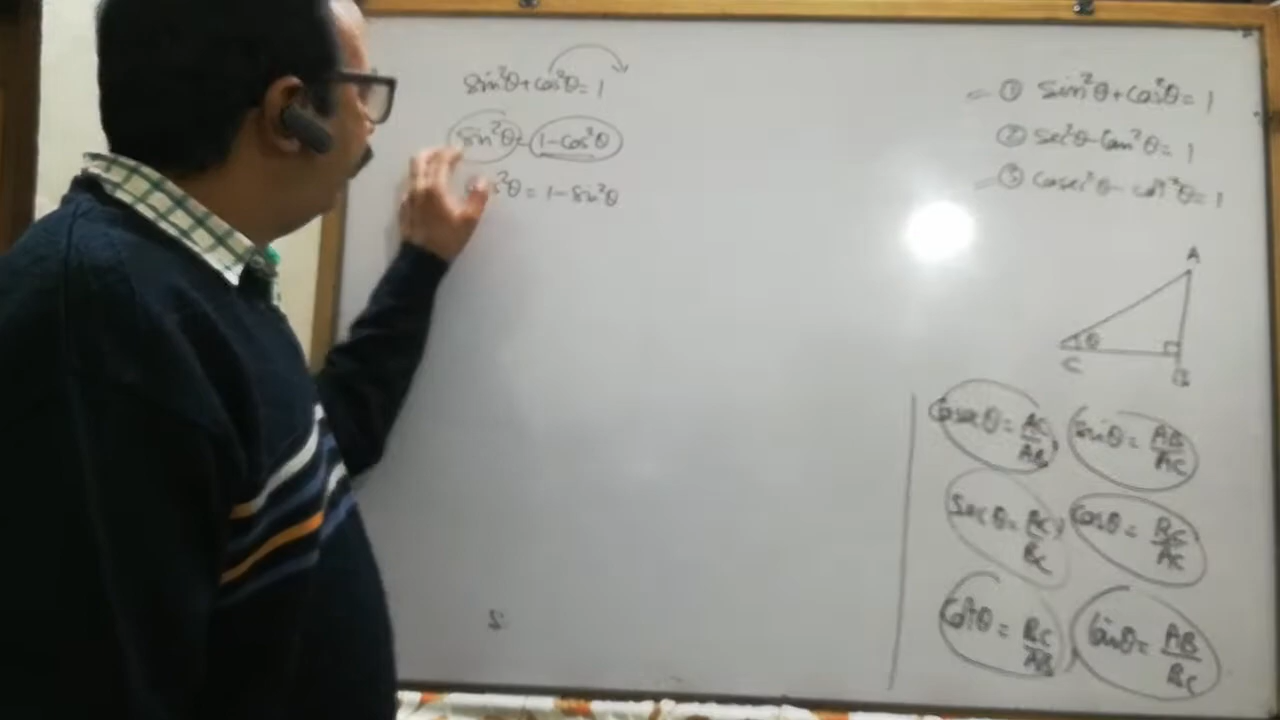 sin²θ+cos²θ=1
sin²θ=1-cos²θ
cos²θ = 1-sin²θ
① sin²θ+cos²θ=1
② sec²θ-tan²θ=1
③ cosec²θ-cot²θ=1
A
θ
C
B
cosecθ = AC/AB, sinθ = AB/AC
secθ = AC/BC, cosθ = BC/AC
cotθ = BC/AB, tanθ = AB/BC
S